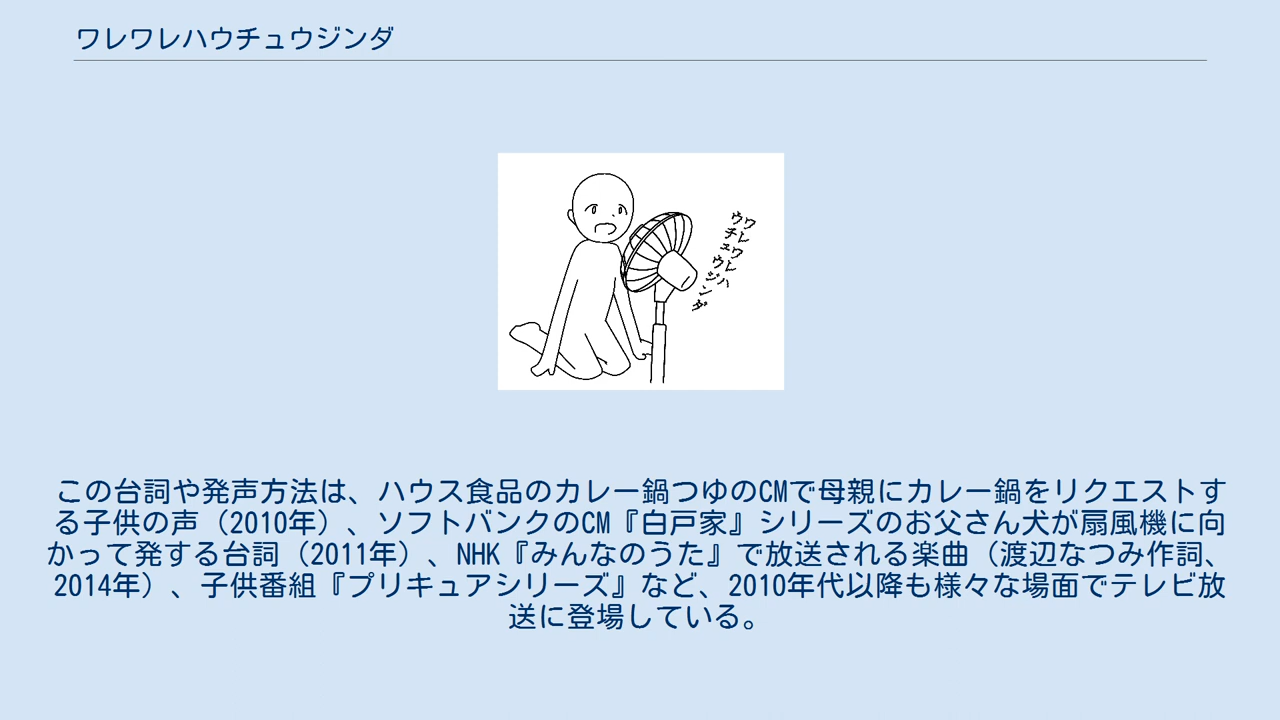 ワレワレハウチュウジンダ
ワレワレハ
ウチュウジンダ
この台詞や発声方法は、ハウス食品のカレー鍋つゆのCMで母親にカレー鍋をリクエストす
る子供の声（2010年）、ソフトバンクのCM『白戸家』シリーズのお父さん犬が扇風機に向
かって発する台詞（2011年）、NHK『みんなのうた』で放送される楽曲（渡辺なつみ作詞、
2014年）、子供番組『プリキュアシリーズ』など、2010年代以降も様々な場面でテレビ放
送に登場している。